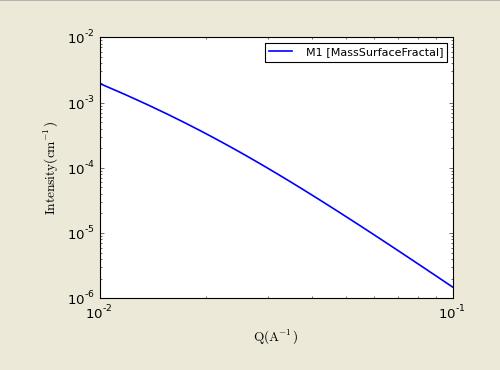 10⁻²
M1 [MassSurfaceFractal]
10⁻³
10⁻⁴
10⁻⁵
10⁻⁶
Intensity(cm⁻¹)
10⁻²
10⁻¹
Q(A⁻¹)